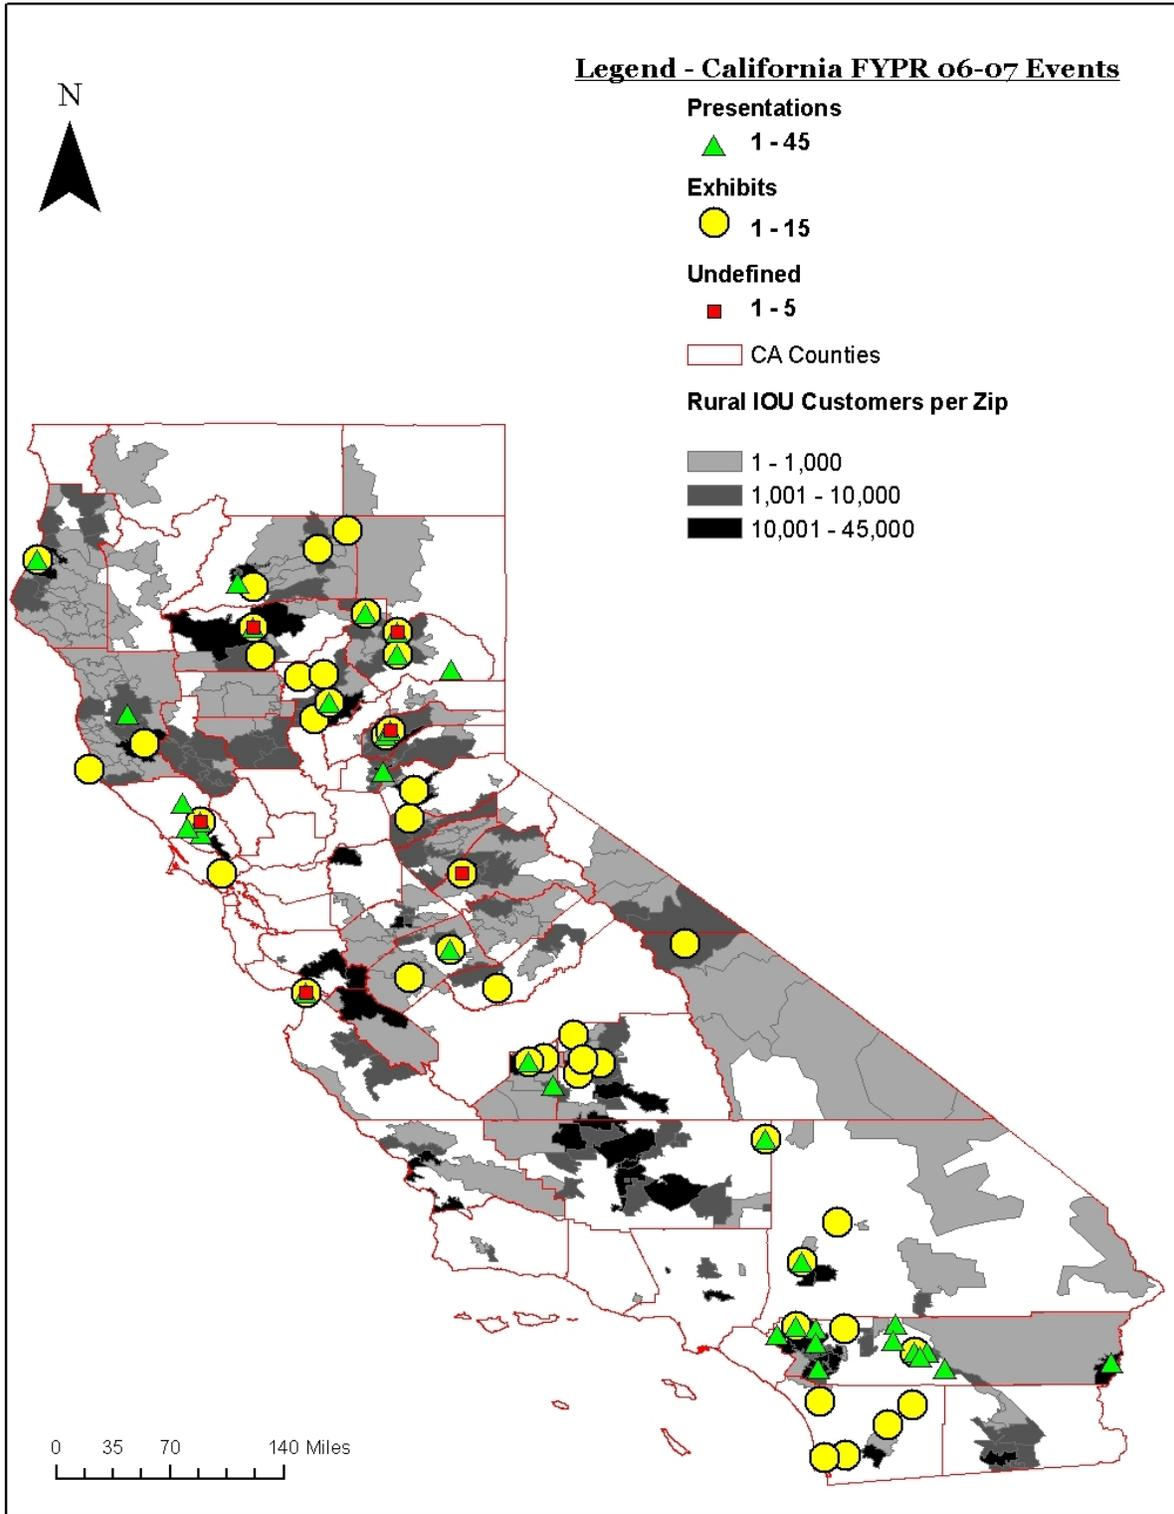 Legend - California FYPR 06-07 Events
N
Presentations
1 - 45
Exhibits
1 - 15
Undefined
1 - 5
CA Counties
Rural IOU Customers per Zip
1 - 1,000
1,001 - 10,000
10,001 - 45,000
0 35 70 140 Miles